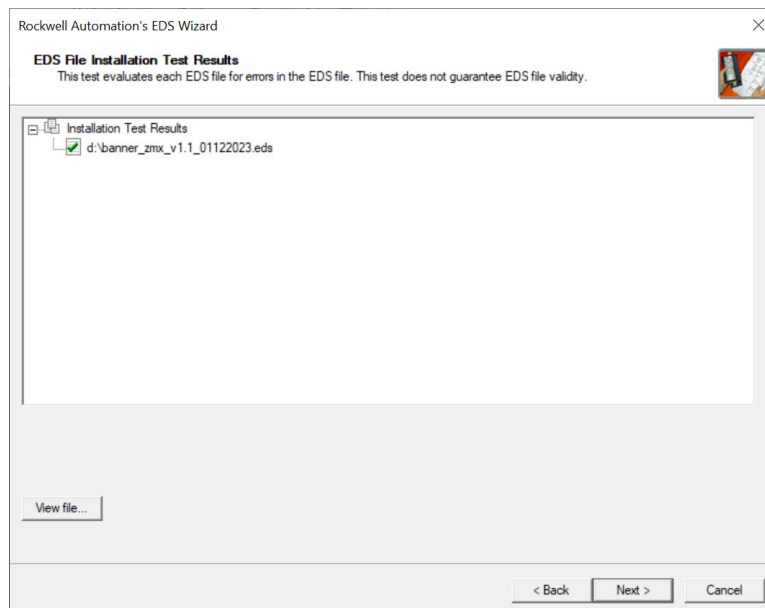 Rockwell Automation's EDS Wizard
EDS File Installation Test Results
This test evaluates each EDS file for errors in the EDS file. This test does not guarantee EDS file validity.
Installation Test Results
d:\banner_zmx_v1.1_01122023.eds
View file...
< Back Next > Cancel